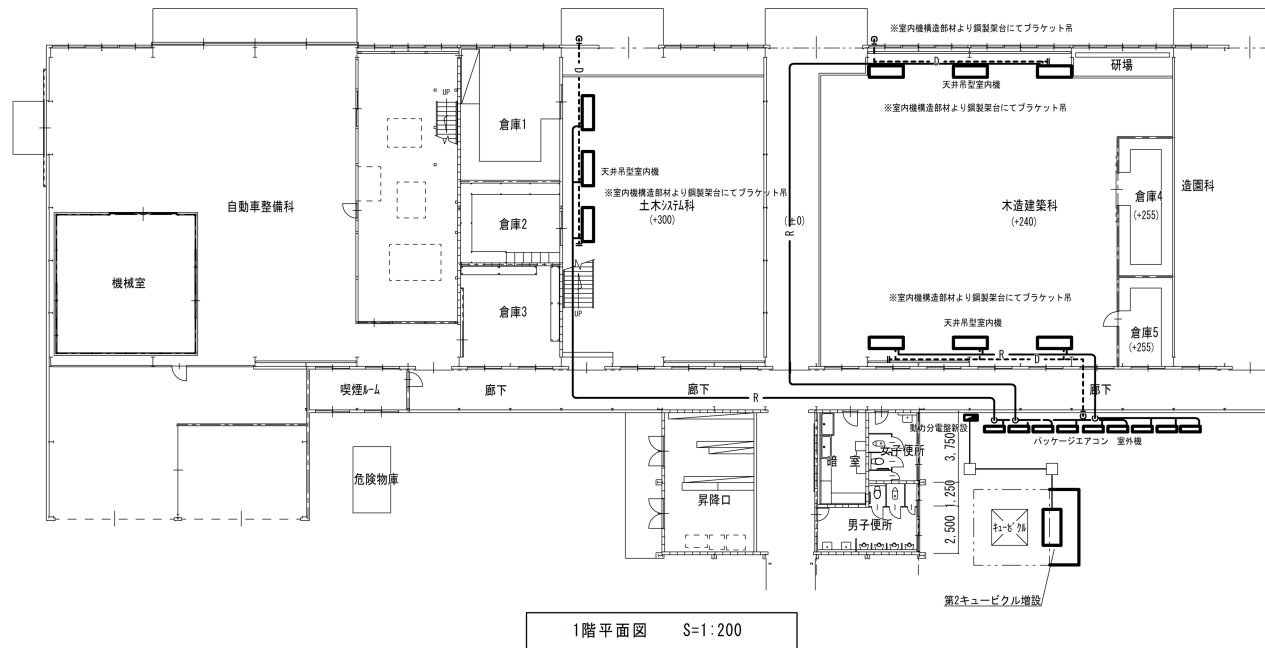 ※室内機構造部材より鋼製架台にてブラケット吊
D
研場
天井吊型室内機
※室内機構造部材より鋼製架台にてブラケット吊
UP
倉庫1
D
天井吊型室内機
※室内機構造部材より鋼製架台にてブラケット吊
自動車整備科
倉庫2
土木システム科
(+300)
(±0)
R
木造建築科
(+240)
倉庫4
(+255)
造園科
機械室
倉庫3
UP
※室内機構造部材より鋼製架台にてブラケット吊
天井吊型室内機
倉庫5
(+255)
R
D
喫煙ルーム
廊下
廊下
廊下
R
動力分電盤新設
パッケージエアコン 室外機
3,750
危険物庫
昇降口
暗 室
女子便所
1,250
男子便所
2,500
キュービクル
第2キュービクル増設
1階平面図 S=1:200